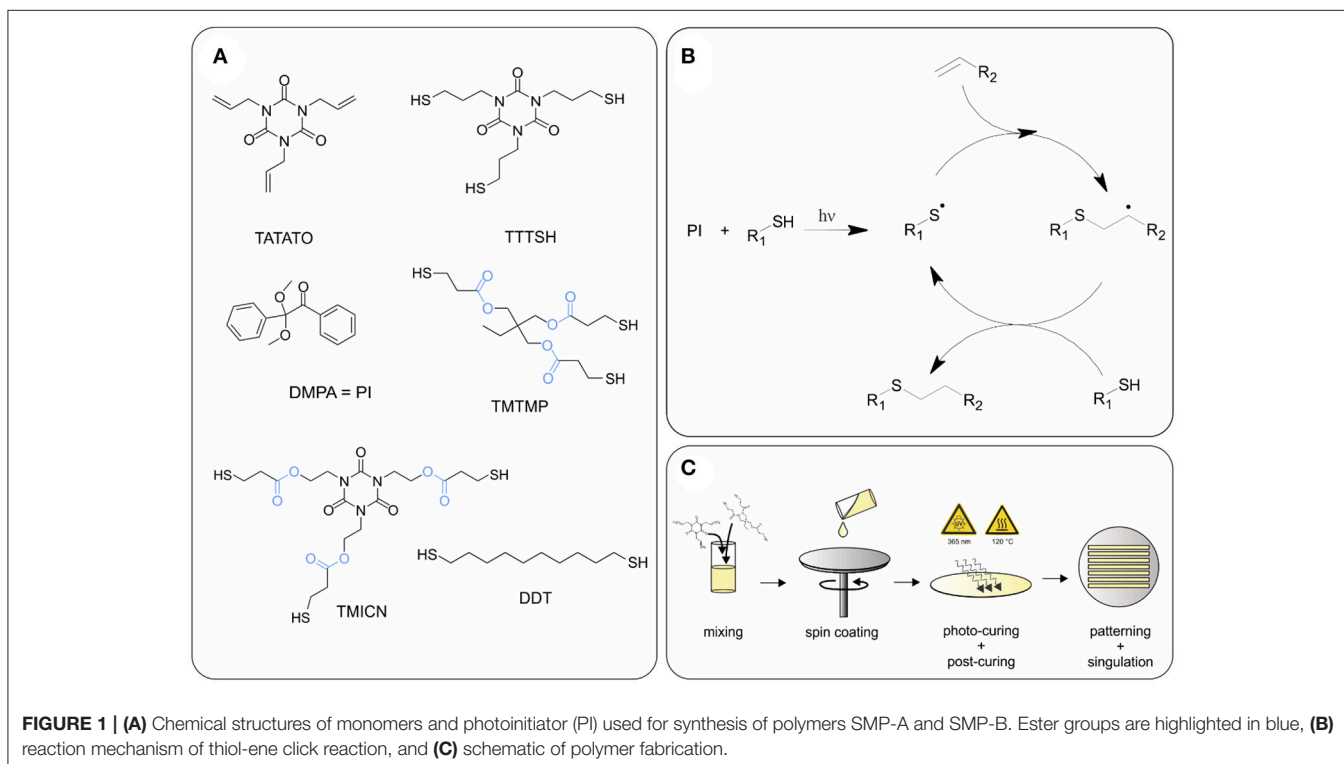 A
O
N
N
O
N
O
TATATO
O
HS
N
N
SH
O
N
O
HS
TTTSH
O
O
O
DMPA = PI
HS
O
O
O
O
SH
O
O
SH
TMTMP
O
HS
O
N
N
O
SH
O
O
N
O
O
O
O
HS
TMICN
HS
SH
DDT
B
R2
PI + R1 SH hν
R1 S•
R1 S • R2
R1 S R2
R1 SH
C
365 nm
120 °C
mixing
spin coating
photo-curing
+
post-curing
patterning
+
singulation
FIGURE 1 | (A) Chemical structures of monomers and photoinitiator (PI) used for synthesis of polymers SMP-A and SMP-B. Ester groups are highlighted in blue, (B)
reaction mechanism of thiol-ene click reaction, and (C) schematic of polymer fabrication.